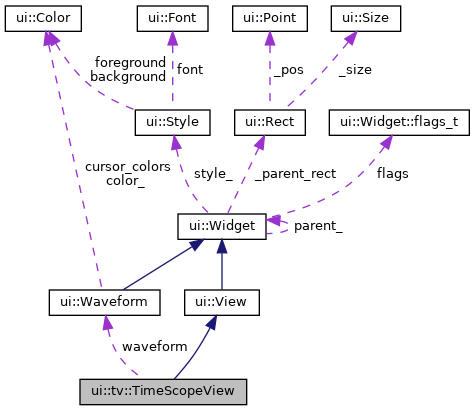 ui::Color
ui::Font
ui::Point
ui::Size
foreground
background
font
_pos
_size
ui::Style
ui::Rect
ui::Widget::flags_t
cursor_colors
color_
style_
_parent_rect
flags
ui::Widget
parent_
ui::Waveform
ui::View
waveform
ui::tv::TimeScopeView